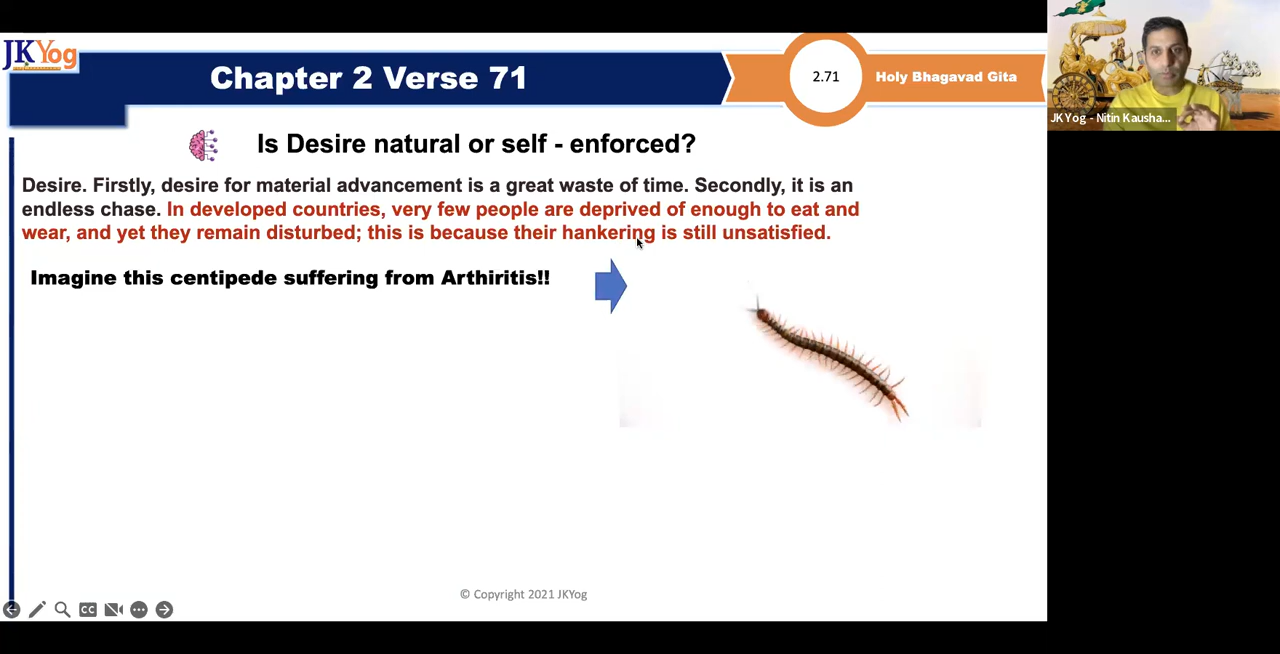 JKYog
Chapter 2 Verse 71
2.71
Holy Bhagavad Gita
JKYog - Nitin Kausha...
Is Desire natural or self - enforced?
Desire. Firstly, desire for material advancement is a great waste of time. Secondly, it is an
endless chase. In developed countries, very few people are deprived of enough to eat and
wear, and yet they remain disturbed; this is because their hankering is still unsatisfied.
Imagine this centipede suffering from Arthiritis!!
© Copyright 2021 JKYog
CC